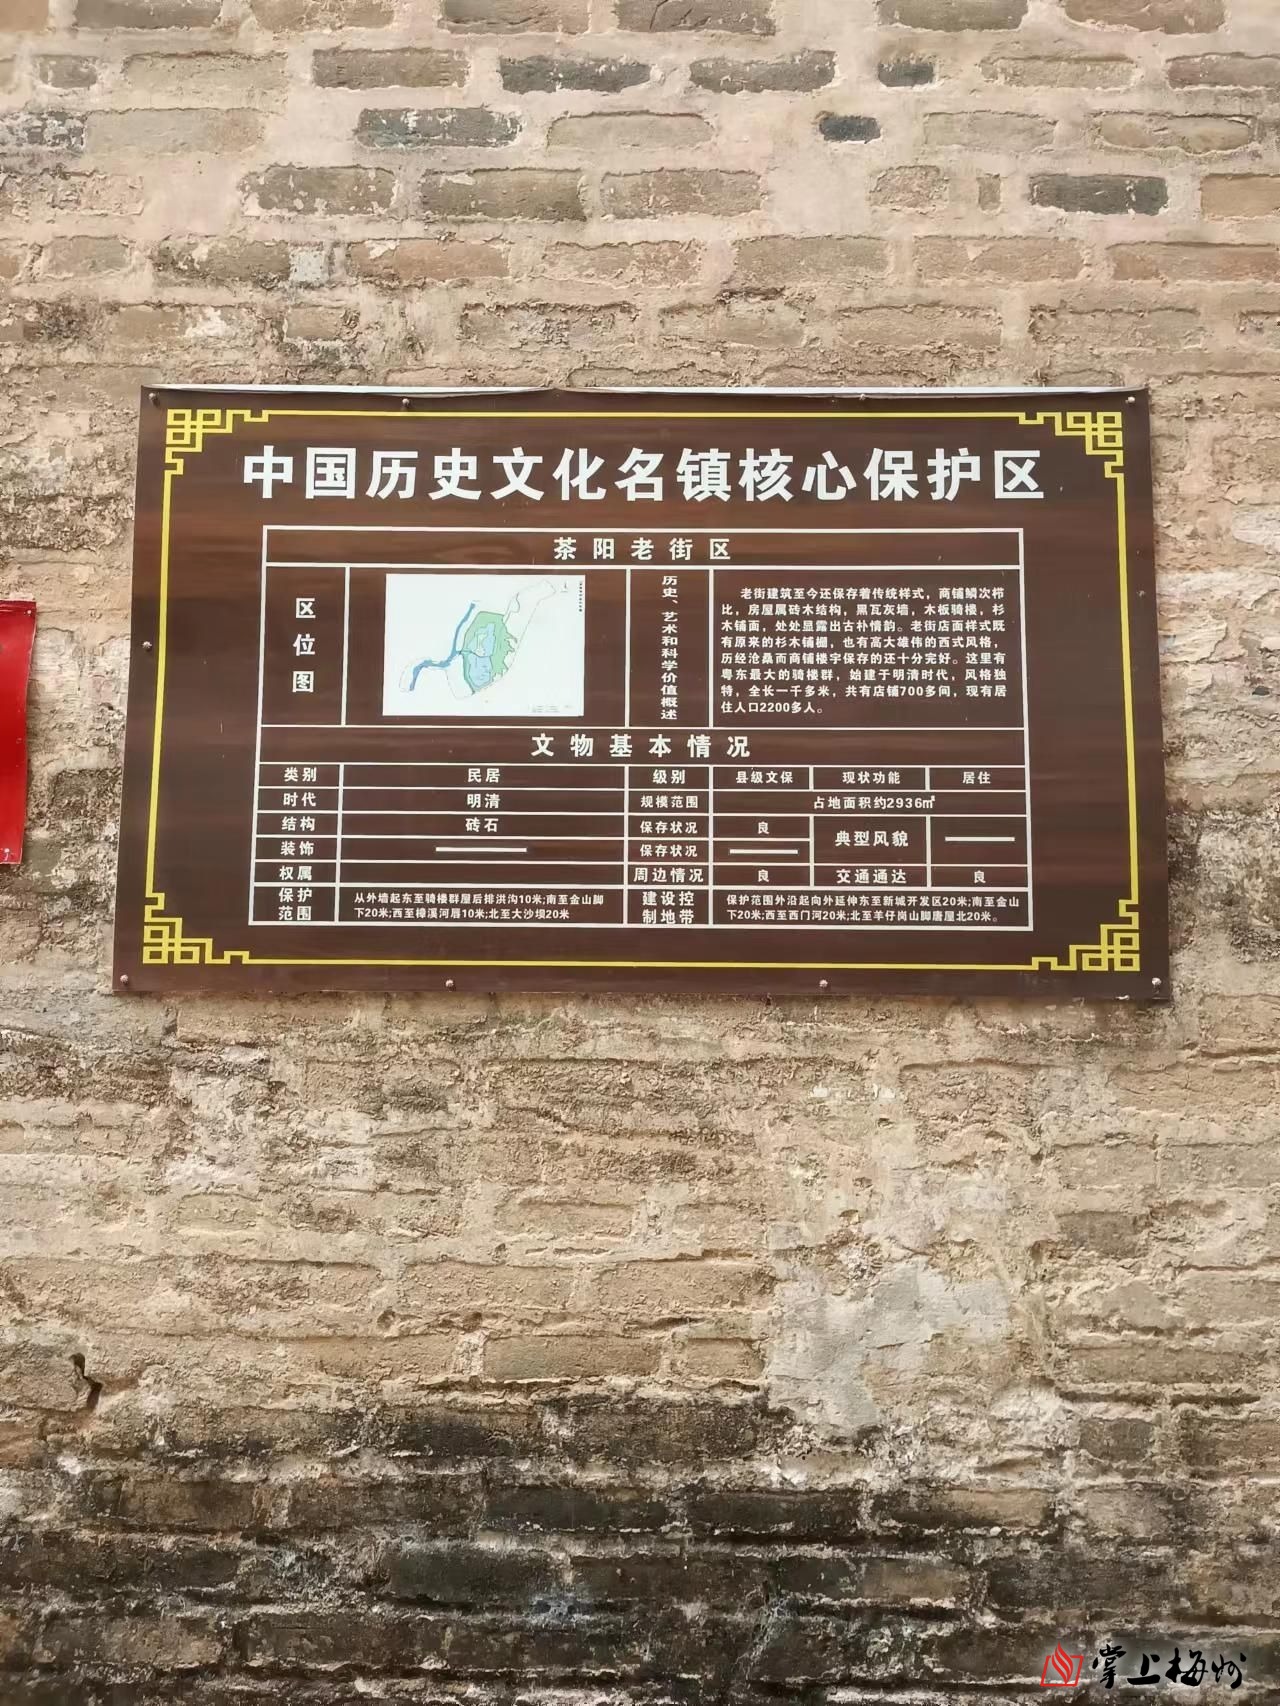 中国历史文化名镇核心保护区
茶阳老街区
区位图
历史、艺术和科学价值概述
老街建筑至今还保存着传统样式，商铺鳞次栉
比，房屋属砖木结构，黑瓦灰墙，木板骑楼，杉
木铺面，处处显露出古朴情韵。老街店面样式既
有原来的杉木铺栅，也有高大雄伟的西式风格，
历经沧桑而商铺楼宇保存的还十分完好。这里有
粤东最大的骑楼群，始建于明清时代，风格独
特，全长一千多米，共有店铺700多间，现有居
住人口2200多人。
文物基本情况
类别 民居 级别 县级文保 现状功能 居住
时代 明清 规模范围 占地面积约2936㎡
结构 砖石 保存状况 良 典型风貌
装饰 保存状况
权属 周边情况 良 交通通达 良
保护范围
从外墙起东至骑楼群屋后排洪沟10米;南至金山脚
下20米;西至樟溪河唇10米;北至大沙坝20米
建设控制地带
保护范围外沿起向外延伸东至新城开发区20米;南至金山
下20米;西至西门河20米;北至羊仔岗山脚唐屋北20米。
掌上梅州